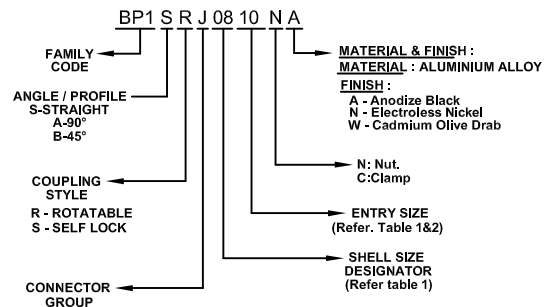 BP1 S R J 08 10 N A
FAMILY
CODE
ANGLE / PROFILE
S-STRAIGHT
A-90°
B-45°
COUPLING
STYLE
R - ROTATABLE
S - SELF LOCK
CONNECTOR
GROUP
MATERIAL & FINISH :
MATERIAL : ALUMINIUM ALLOY
FINISH :
A - Anodize Black
N - Electroless Nickel
W - Cadmium Olive Drab
N: Nut.
C:Clamp
ENTRY SIZE
(Refer. Table 1&2)
SHELL SIZE
DESIGNATOR
(Refer table 1)